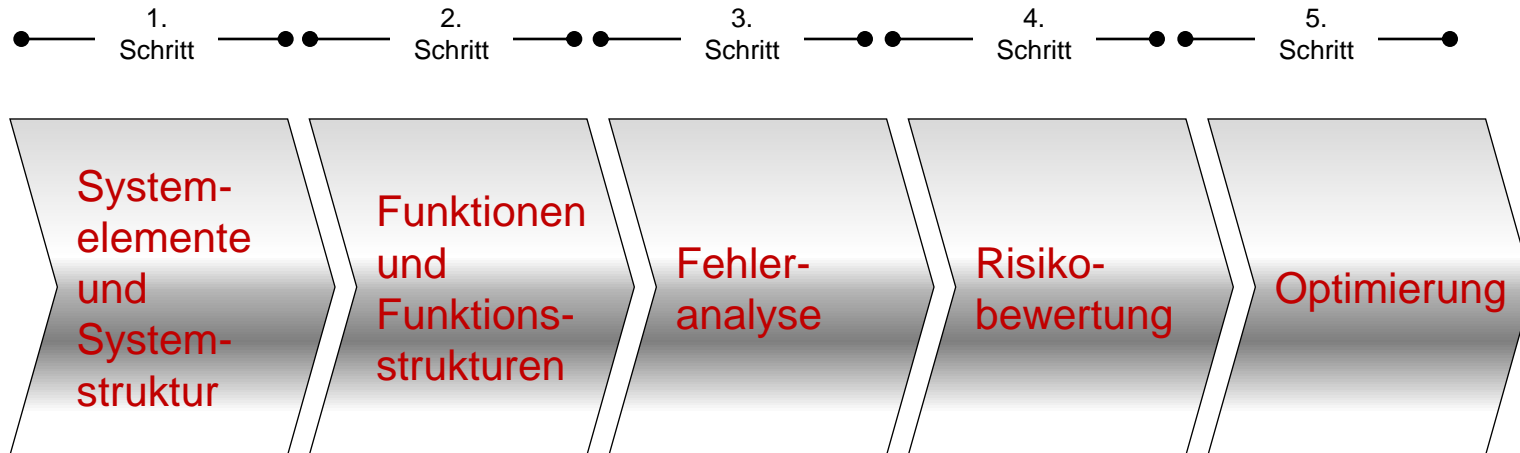 1.
Schritt
2.
Schritt
3.
Schritt
4.
Schritt
5.
Schritt
System-
elemente
und
System-
struktur
Funktionen
und
Funktions-
strukturen
Fehler-
analyse
Risiko-
bewertung
Optimierung